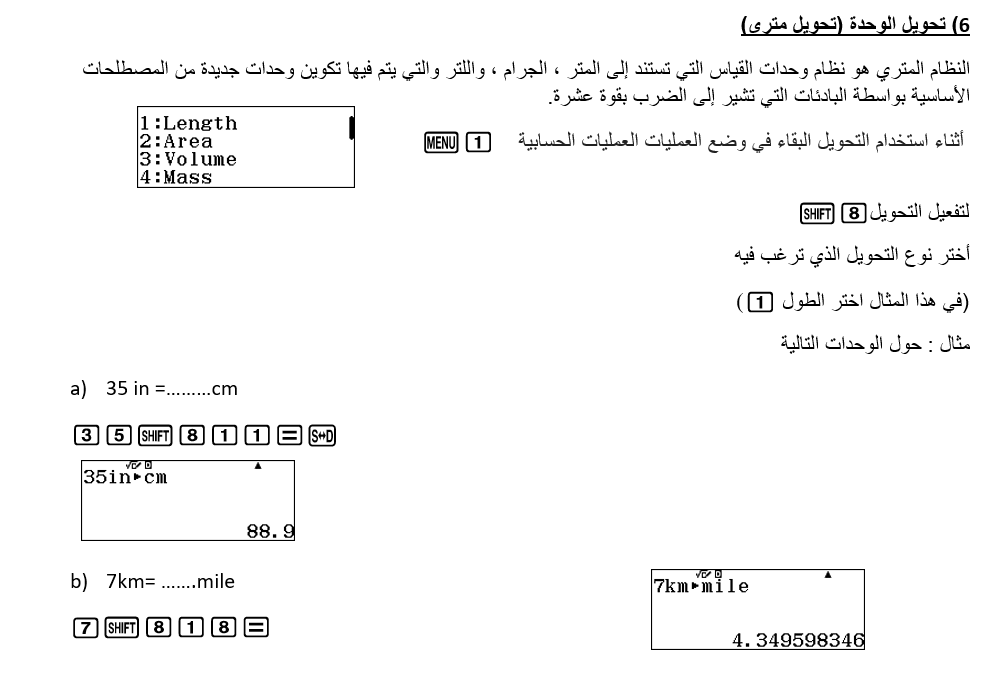 6) تحويل الوحدة (تحويل متري)
النظام المتري هو نظام وحدات القياس التي تستند إلى المتر ، الجرام ، واللتر والتي يتم فيها تكوين وحدات جديدة من المصطلحات
الأساسية بواسطة البادئات التي تشير إلى الضرب بقوة عشرة.
1:Length
2:Area
3:Volume
4:Mass
أثناء استخدام التحويل البقاء في وضع العمليات العمليات الحسابية MENU 1
لتفعيل التحويل SHIFT 8
أختر نوع التحويل الذي ترغب فيه
(في هذا المثال اختر الطول 1)
مثال : حول الوحدات التالية
a) 35 in =.........cm
3 5 SHIFT 8 1 1 = S⇔D
35in▸cm
88.9
b) 7km= .......mile
7 SHIFT 8 1 8 =
7km▸mile
4.349598346